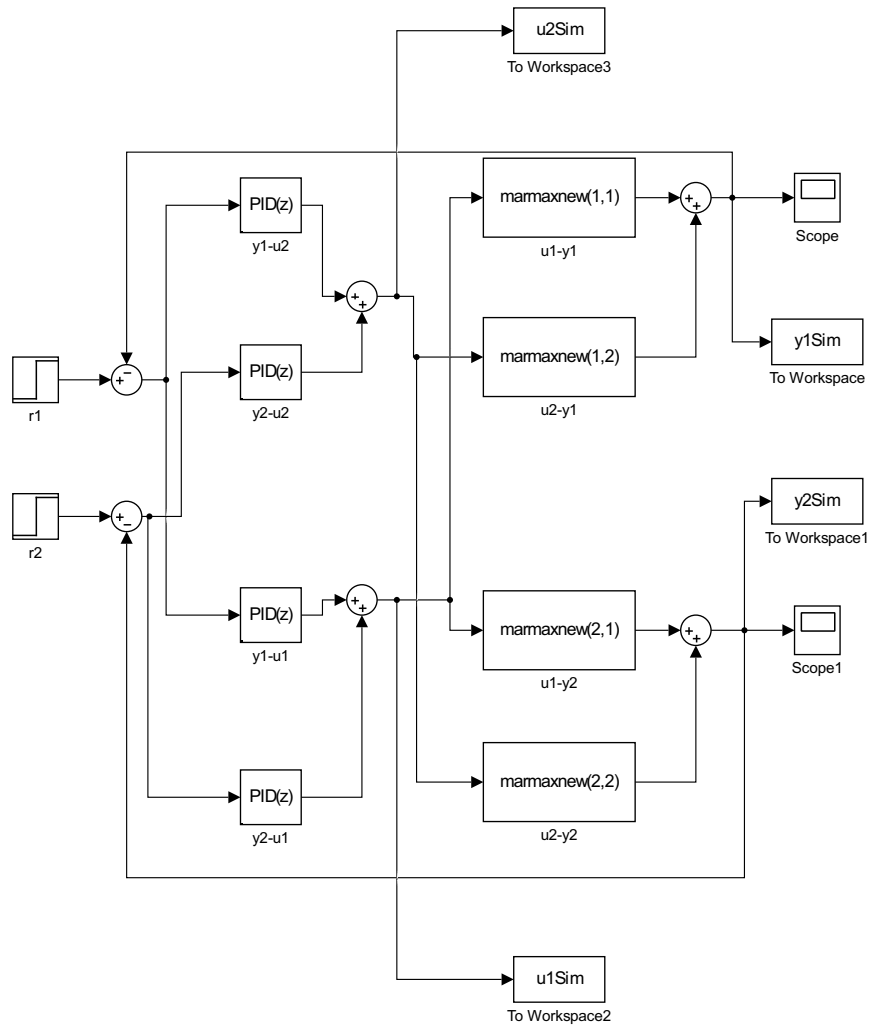 u2Sim
To Workspace3
PID(z)
y1-u2
marmaxnew(1,1)
u1-y1
+
+
Scope
+
+
PID(z)
y2-u2
marmaxnew(1,2)
u2-y1
y1Sim
To Workspace
r1
+
−
r2
+
−
y2Sim
To Workspace1
PID(z)
y1-u1
+
+
marmaxnew(2,1)
u1-y2
+
+
Scope1
PID(z)
y2-u1
marmaxnew(2,2)
u2-y2
u1Sim
To Workspace2